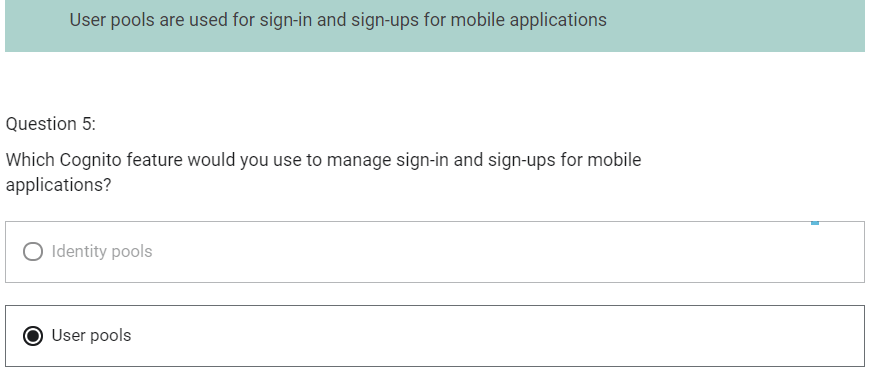 User pools are used for sign-in and sign-ups for mobile applications
Question 5:
Which Cognito feature would you use to manage sign-in and sign-ups for mobile
applications?
Identity pools
User pools